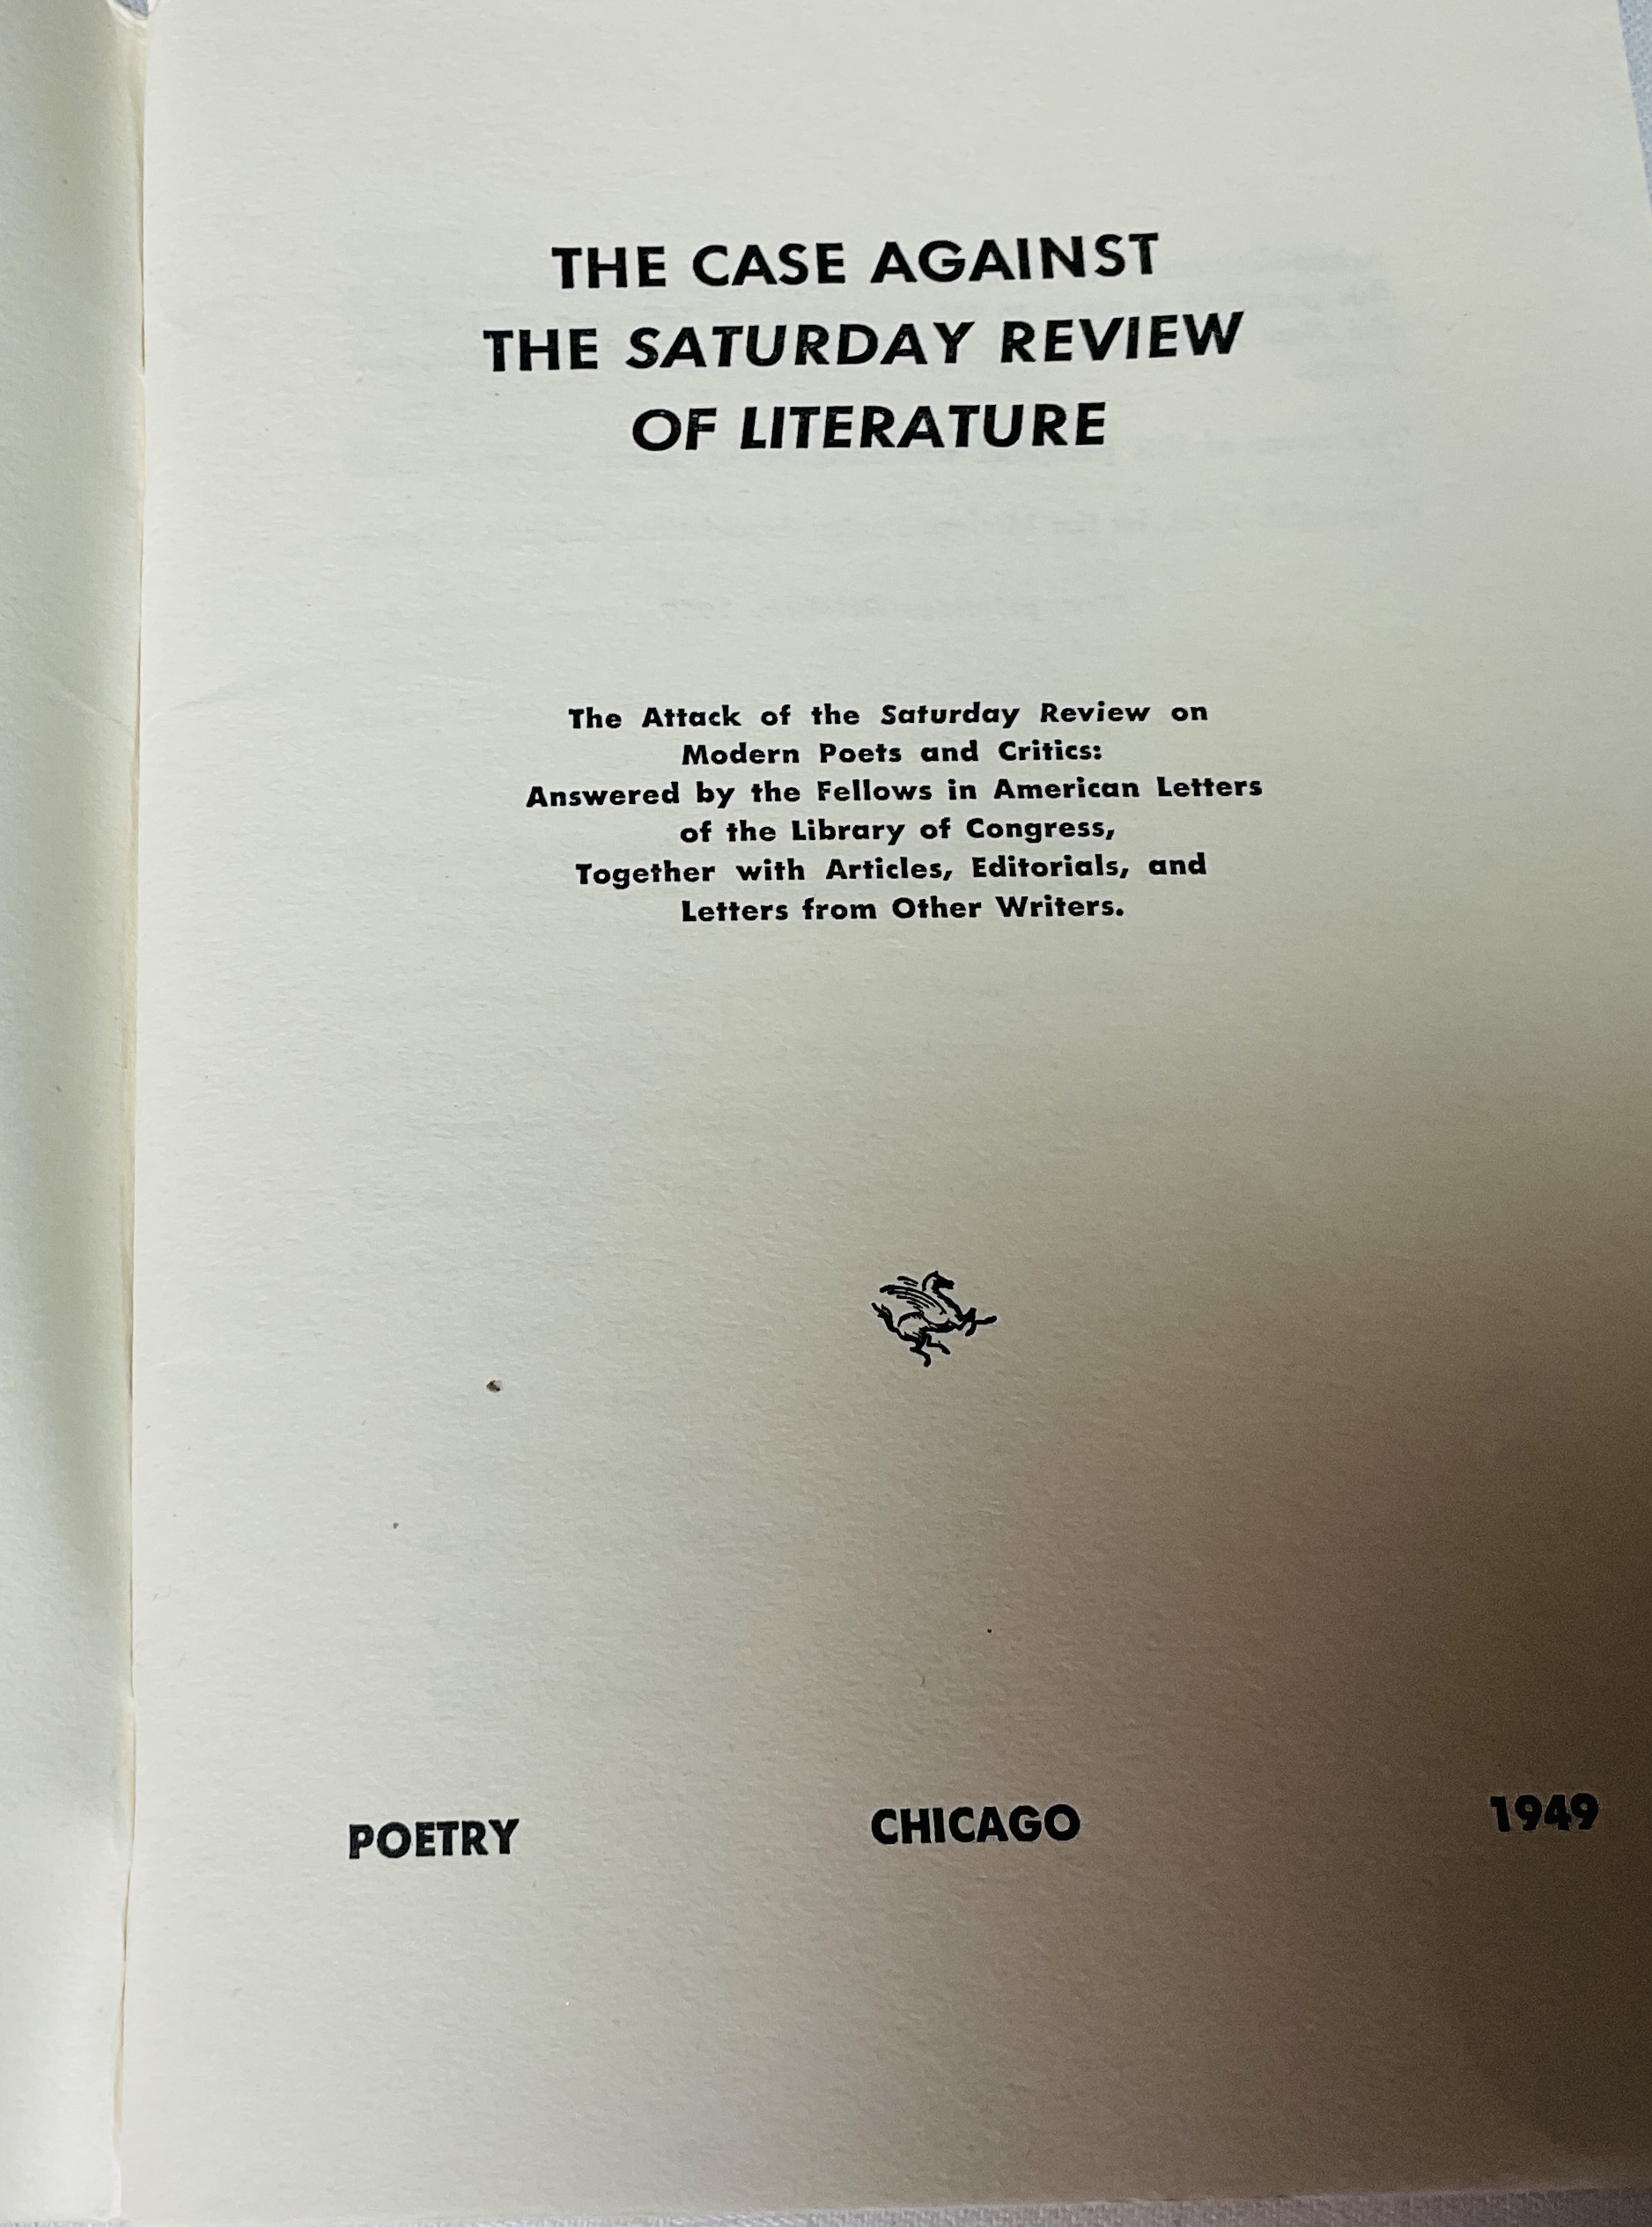 THE CASE AGAINST
THE SATURDAY REVIEW
OF LITERATURE
The Attack of the Saturday Review on
Modern Poets and Critics:
Answered by the Fellows in American Letters
of the Library of Congress,
Together with Articles, Editorials, and
Letters from Other Writers.
POETRY CHICAGO 1949